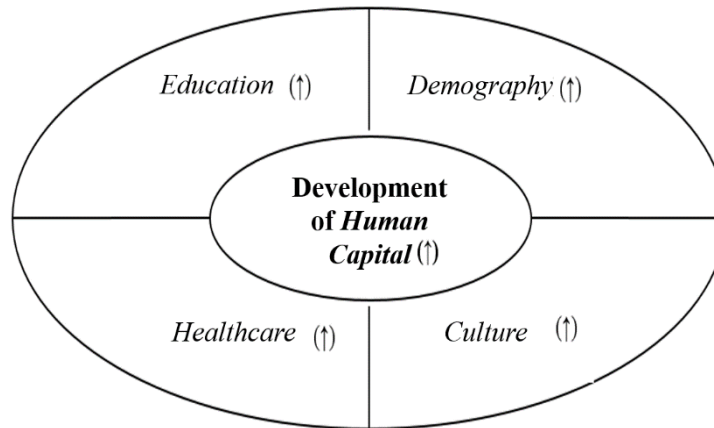 Education (↑)
Demography (↑)
Development
of Human
Capital (↑)
Healthcare (↑)
Culture (↑)